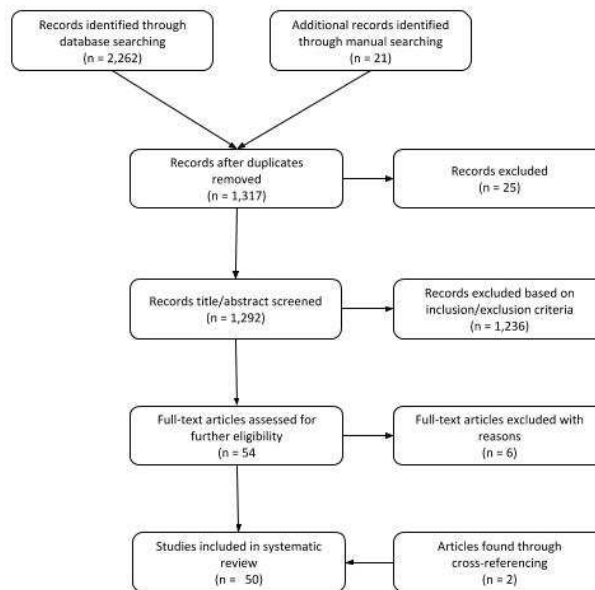 Records identified through
database searching
(n = 2,262)
Additional records identified
through manual searching
(n = 21)
Records after duplicates
removed
(n = 1,317)
Records excluded
(n = 25)
Records title/abstract screened
(n = 1,292)
Records excluded based on
inclusion/exclusion criteria
(n = 1,236)
Full-text articles assessed for
further eligibility
(n = 54
Full-text articles excluded with
reasons
(n = 6)
Studies included in systematic
review
(n = 50)
Articles found through
cross-referencing
(n = 2)